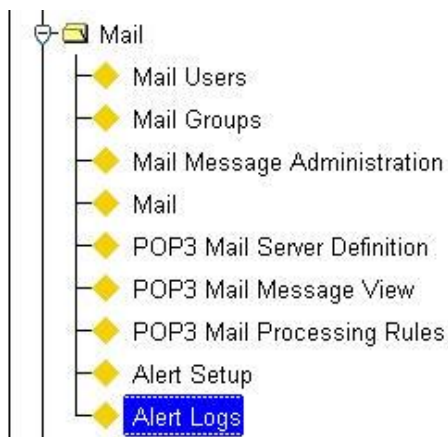 Mail
Mail Users
Mail Groups
Mail Message Administration
Mail
POP3 Mail Server Definition
POP3 Mail Message View
POP3 Mail Processing Rules
Alert Setup
Alert Logs